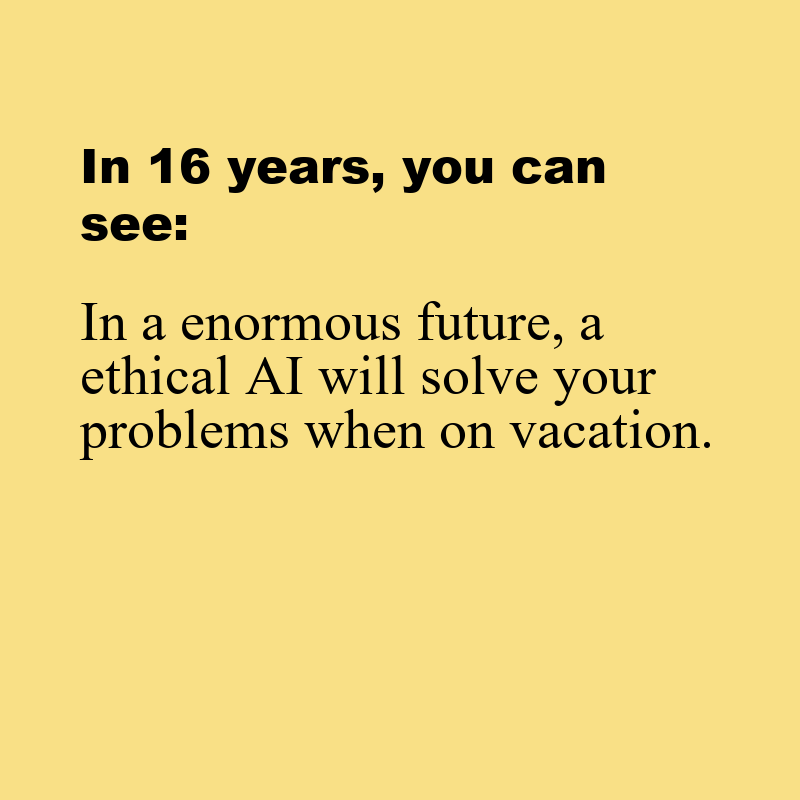 In 16 years, you can
see:
In a enormous future, a
ethical AI will solve your
problems when on vacation.